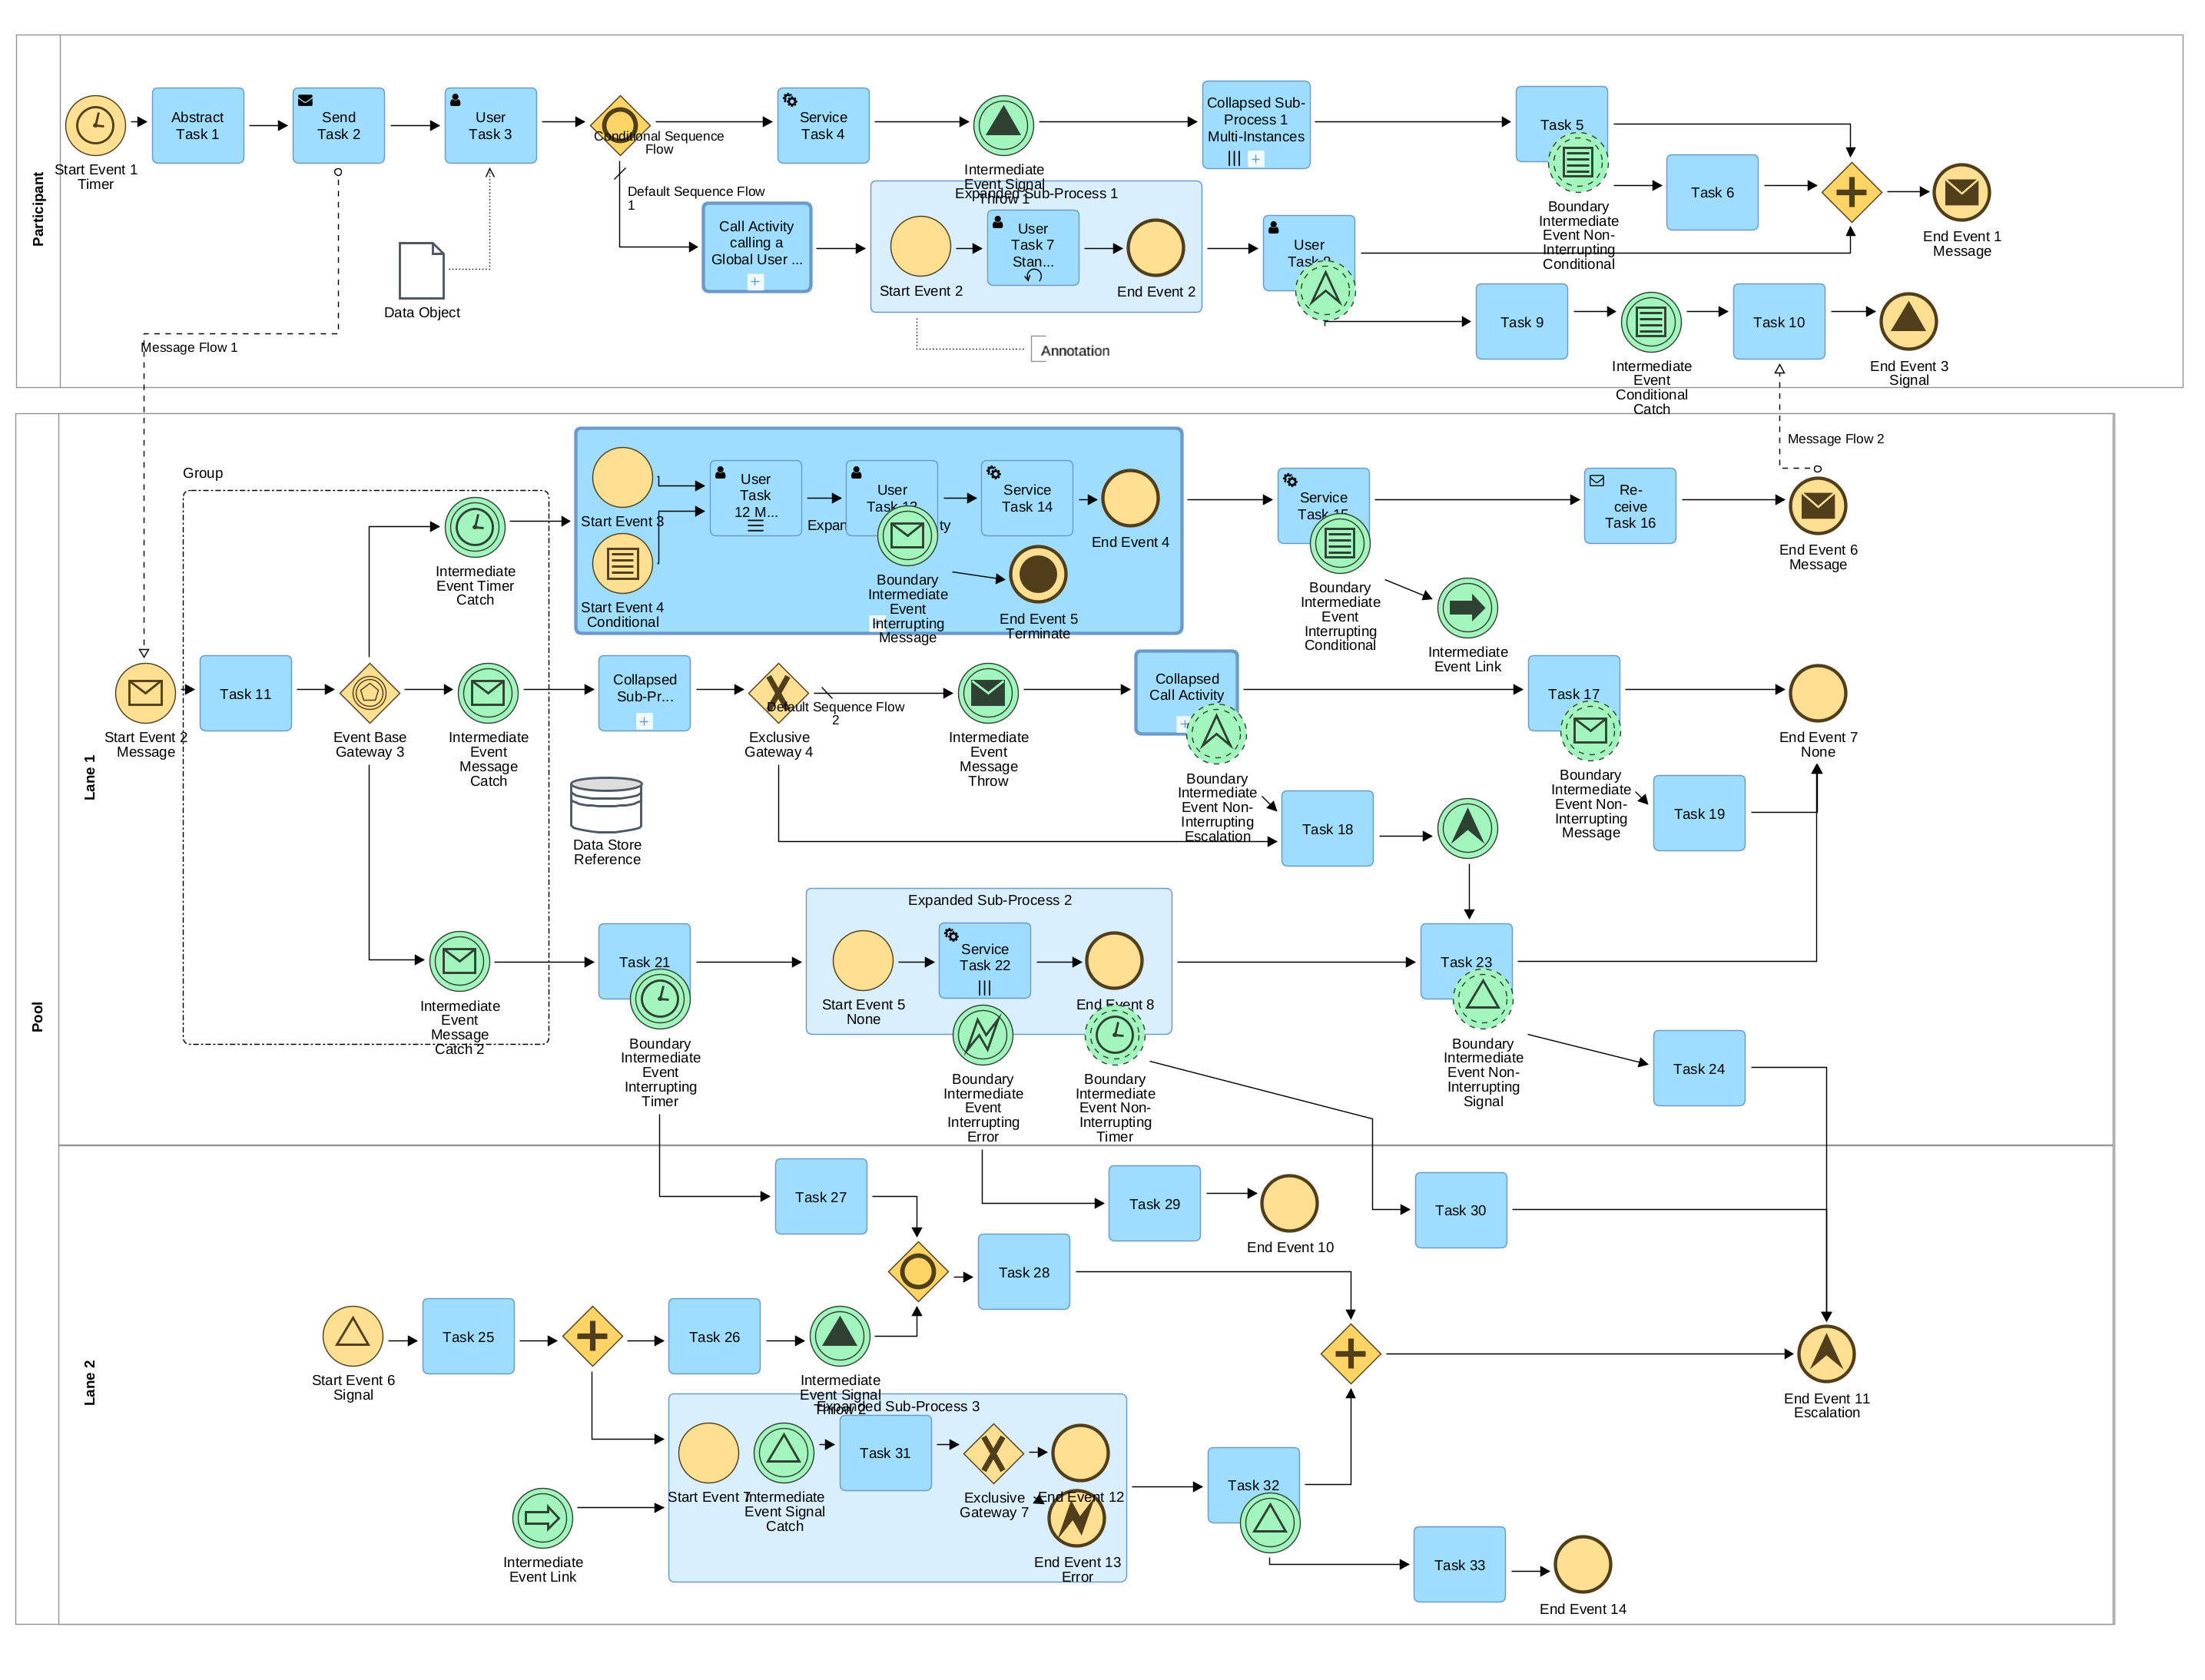 Participant
Start Event 1
Timer
Abstract
Task 1
Send
Task 2
User
Task 3
Conditional Sequence
Flow
Default Sequence Flow
1
Service
Task 4
Intermediate
Event Signal
Throw 1
Collapsed Sub-
Process 1
Multi-Instances
Task 5
Boundary
Intermediate
Event Non-
Interrupting
Conditional
Task 6
End Event 1
Message
Data Object
Call Activity
calling a
Global User ...
Expanded Sub-Process 1
Start Event 2
User
Task 7
Stan...
End Event 2
User
Annotation
Task 9
Intermediate
Event
Conditional
Catch
Task 10
End Event 3
Signal
Message Flow 1
Message Flow 2
Pool
Lane 1
Group
Start Event 2
Message
Task 11
Event Base
Gateway 3
Intermediate
Event Timer
Catch
Intermediate
Event
Message
Catch
Intermediate
Event
Message
Catch 2
Start Event 3
Start Event 4
Conditional
User
Task
12 M...
User
Task 13
Service
Task 14
End Event 4
Boundary
Intermediate
Event
Interrupting
Message
End Event 5
Terminate
Service
Task 15
Boundary
Intermediate
Event
Interrupting
Conditional
Intermediate
Event Link
Re-
ceive
Task 16
End Event 6
Message
Collapsed
Sub-Pr...
Exclusive
Gateway 4
Default Sequence Flow
2
Intermediate
Event
Message
Throw
Collapsed
Call Activity
Boundary
Intermediate
Event Non-
Interrupting
Escalation
Task 17
Boundary
Intermediate
Event Non-
Interrupting
Message
End Event 7
None
Data Store
Reference
Task 18
Task 19
Task 21
Boundary
Intermediate
Event
Interrupting
Timer
Expanded Sub-Process 2
Start Event 5
None
Service
Task 22
End Event 8
Boundary
Intermediate
Event
Interrupting
Error
Boundary
Intermediate
Event Non-
Interrupting
Timer
Task 23
Boundary
Intermediate
Event Non-
Interrupting
Signal
Task 24
Lane 2
Task 27
Task 29
End Event 10
Task 30
Task 28
Start Event 6
Signal
Task 25
Task 26
Intermediate
Event Signal
Throw 2
End Event 11
Escalation
Expanded Sub-Process 3
Start Event 7
Intermediate
Event Signal
Catch
Task 31
Exclusive
Gateway 7
End Event 12
End Event 13
Error
Intermediate
Event Link
Task 32
Task 33
End Event 14